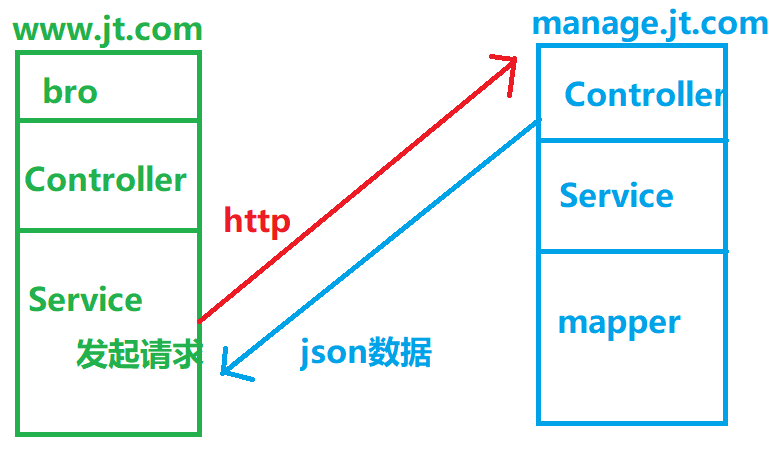 www.jt.com
bro
Controller
Service
发起请求
http
json数据
manage.jt.com
Controller
Service
mapper